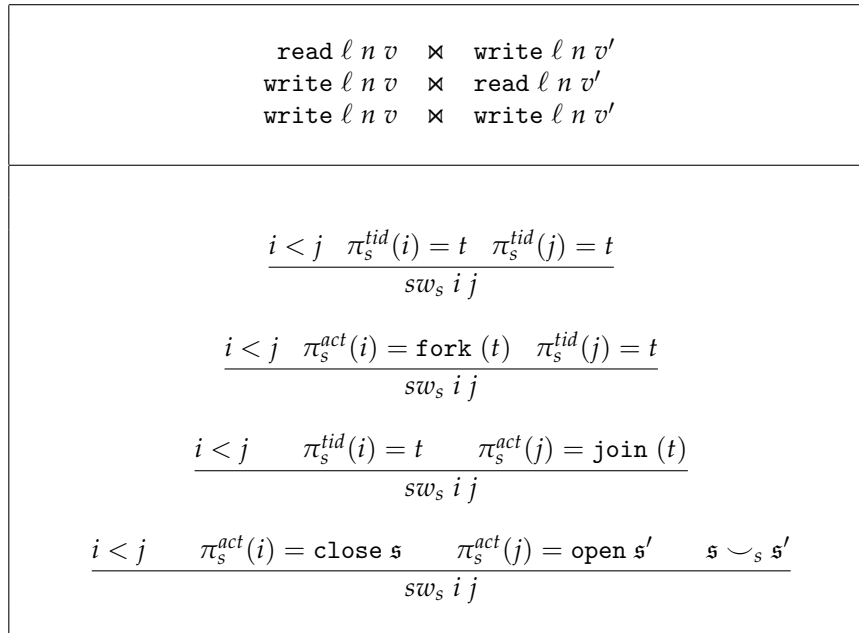 read ℓ n v ⋈ write ℓ n v′
write ℓ n v ⋈ read ℓ n v′
write ℓ n v ⋈ write ℓ n v′
i < j π_s^{tid}(i) = t π_s^{tid}(j) = t
sw_s i j
i < j π_s^{act}(i) = fork (t) π_s^{tid}(j) = t
sw_s i j
i < j π_s^{tid}(i) = t π_s^{act}(j) = join (t)
sw_s i j
i < j π_s^{act}(i) = close 𝔰 π_s^{act}(j) = open 𝔰′ 𝔰 ⌣_s 𝔰′
sw_s i j